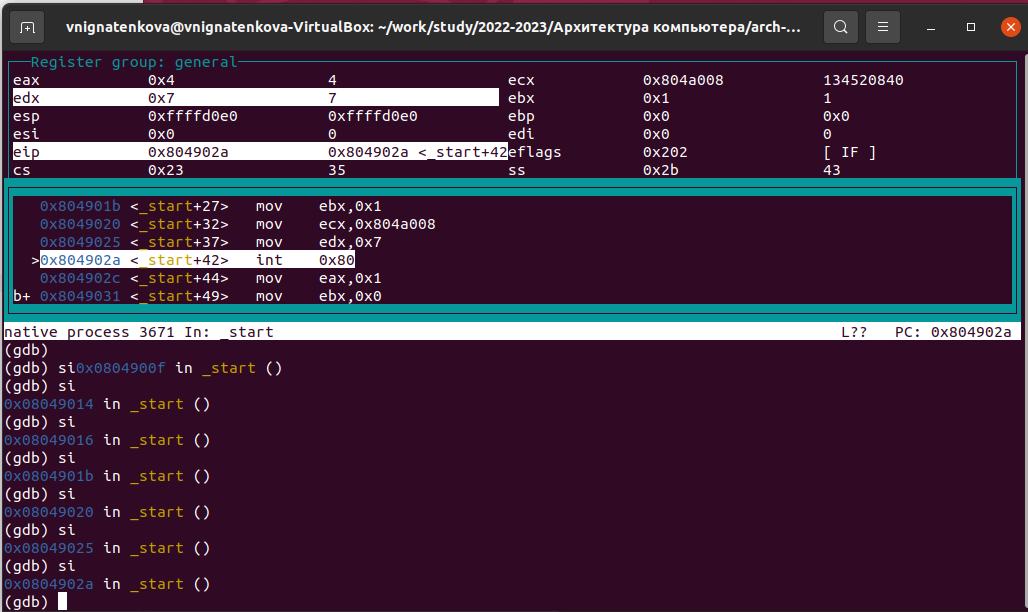 vnignatenkova@vnignatenkova-VirtualBox: ~/work/study/2022-2023/Архитектура компьютера/arch-...
Register group: general
eax 0x4 4 ecx 0x804a008 134520840
edx 0x7 7 ebx 0x1 1
esp 0xffffd0e0 0xffffd0e0 ebp 0x0 0x0
esi 0x0 0 edi 0x0 0
eip 0x804902a 0x804902a <_start+42 eflags 0x202 [ IF ]
cs 0x23 35 ss 0x2b 43
0x804901b <_start+27> mov ebx,0x1
0x8049020 <_start+32> mov ecx,0x804a008
0x8049025 <_start+37> mov edx,0x7
>0x804902a <_start+42> int 0x80
0x804902c <_start+44> mov eax,0x1
b+ 0x8049031 <_start+49> mov ebx,0x0
native process 3671 In: _start L?? PC: 0x804902a
(gdb)
(gdb) si0x0804900f in _start ()
(gdb) si
0x08049014 in _start ()
(gdb) si
0x08049016 in _start ()
(gdb) si
0x0804901b in _start ()
(gdb) si
0x08049020 in _start ()
(gdb) si
0x08049025 in _start ()
(gdb) si
0x0804902a in _start ()
(gdb)